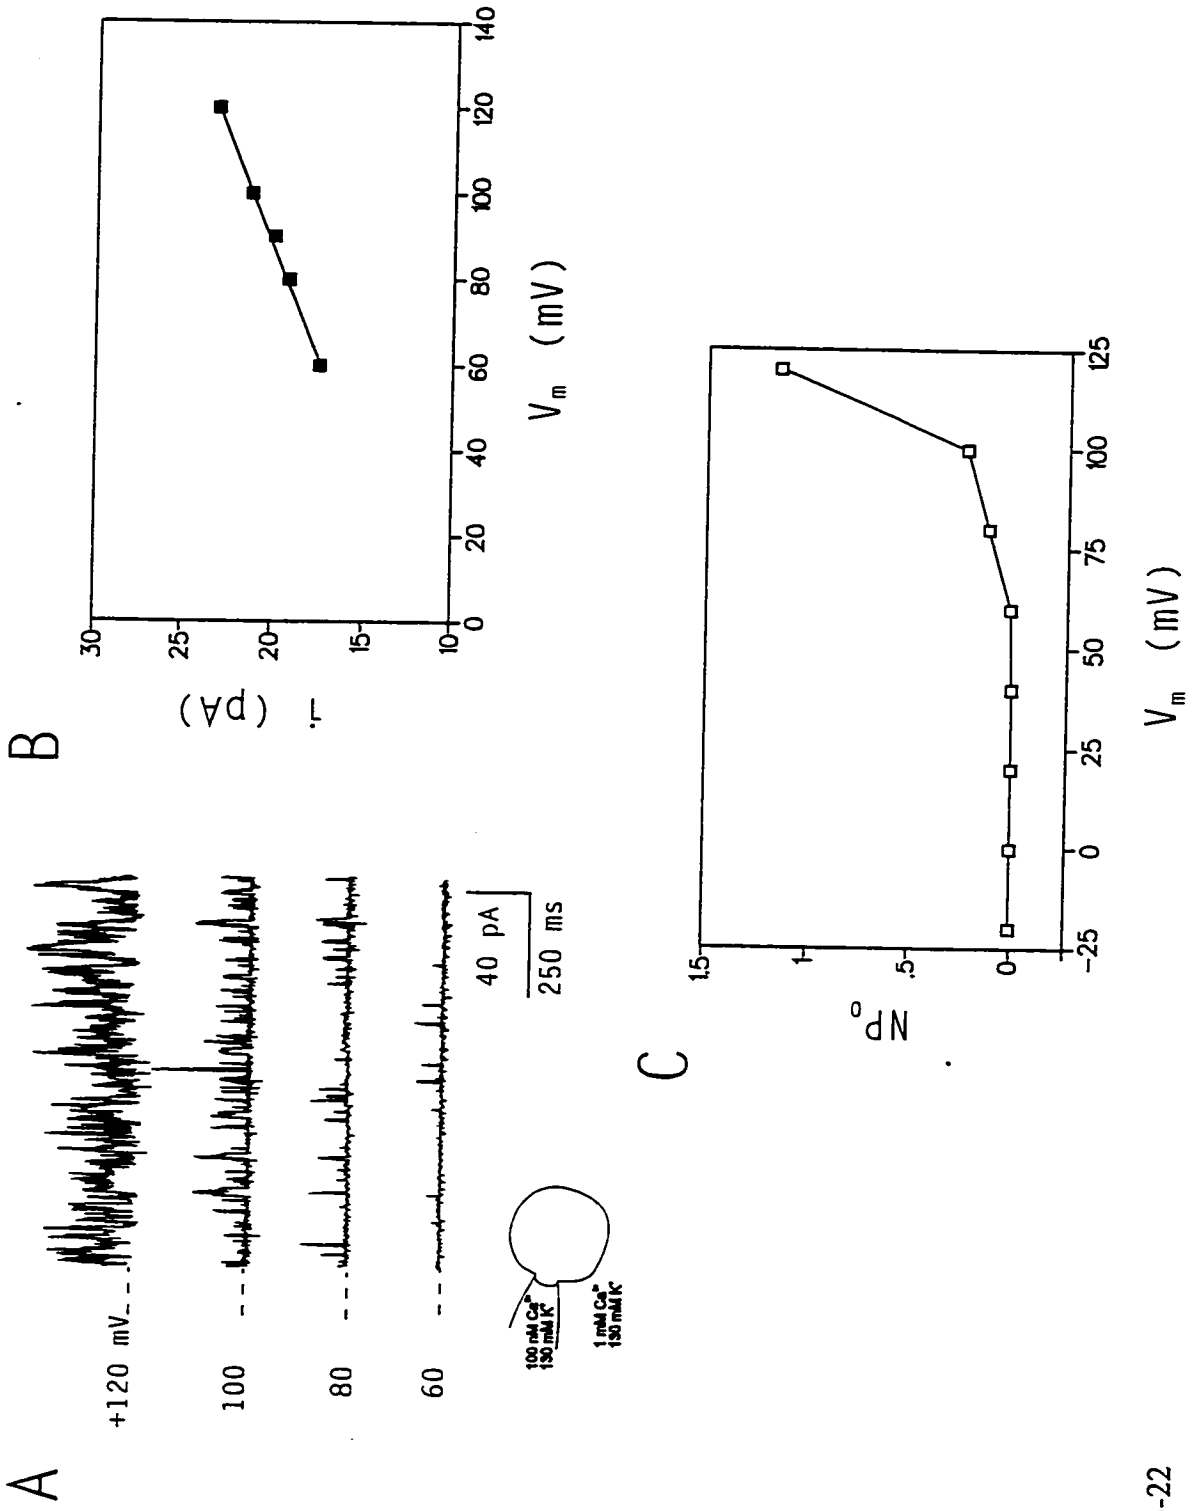 A
+120 mV
100
80
60
40 pA
250 ms
100 nM Ca²⁺
130 mM K⁺
1 mM Ca²⁺
130 mM K⁺
B
i (pA)
30
25
20
15
10
0 20 40 60 80 100 120 140
Vₘ (mV)
C
NPₒ
1.5
1
.5
0
-25 0 25 50 75 100 125
Vₘ (mV)
-22